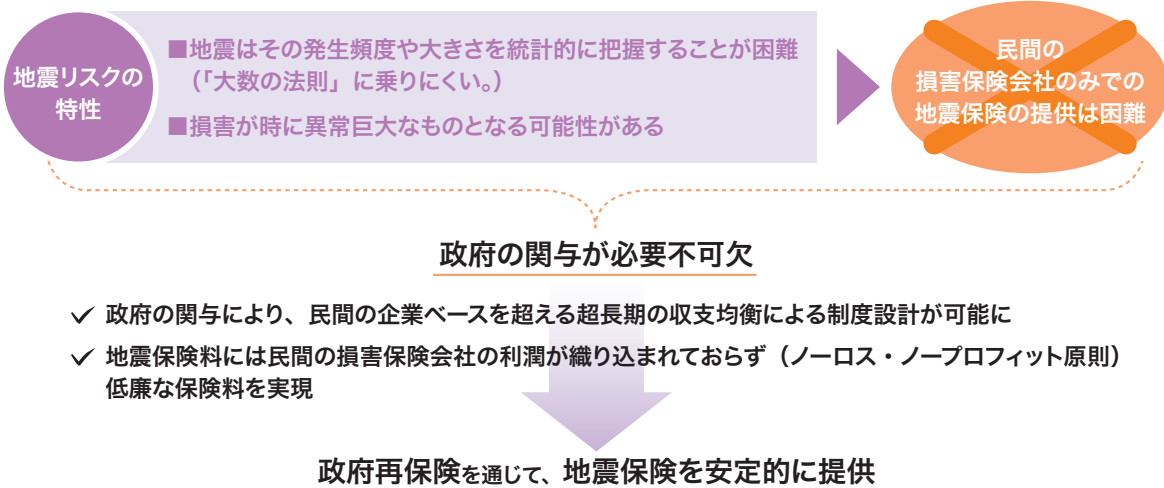 地震リスクの
特性
■地震はその発生頻度や大きさを統計的に把握することが困難
（「大数の法則」に乗りにくい。）
■損害が時に異常巨大なものとなる可能性がある
民間の
損害保険会社のみでの
地震保険の提供は困難
政府の関与が必要不可欠
✓ 政府の関与により、民間の企業ベースを超える超長期の収支均衡による制度設計が可能に
✓ 地震保険料には民間の損害保険会社の利潤が織り込まれておらず（ノーロス・ノープロフィット原則）
低廉な保険料を実現
政府再保険を通じて、地震保険を安定的に提供